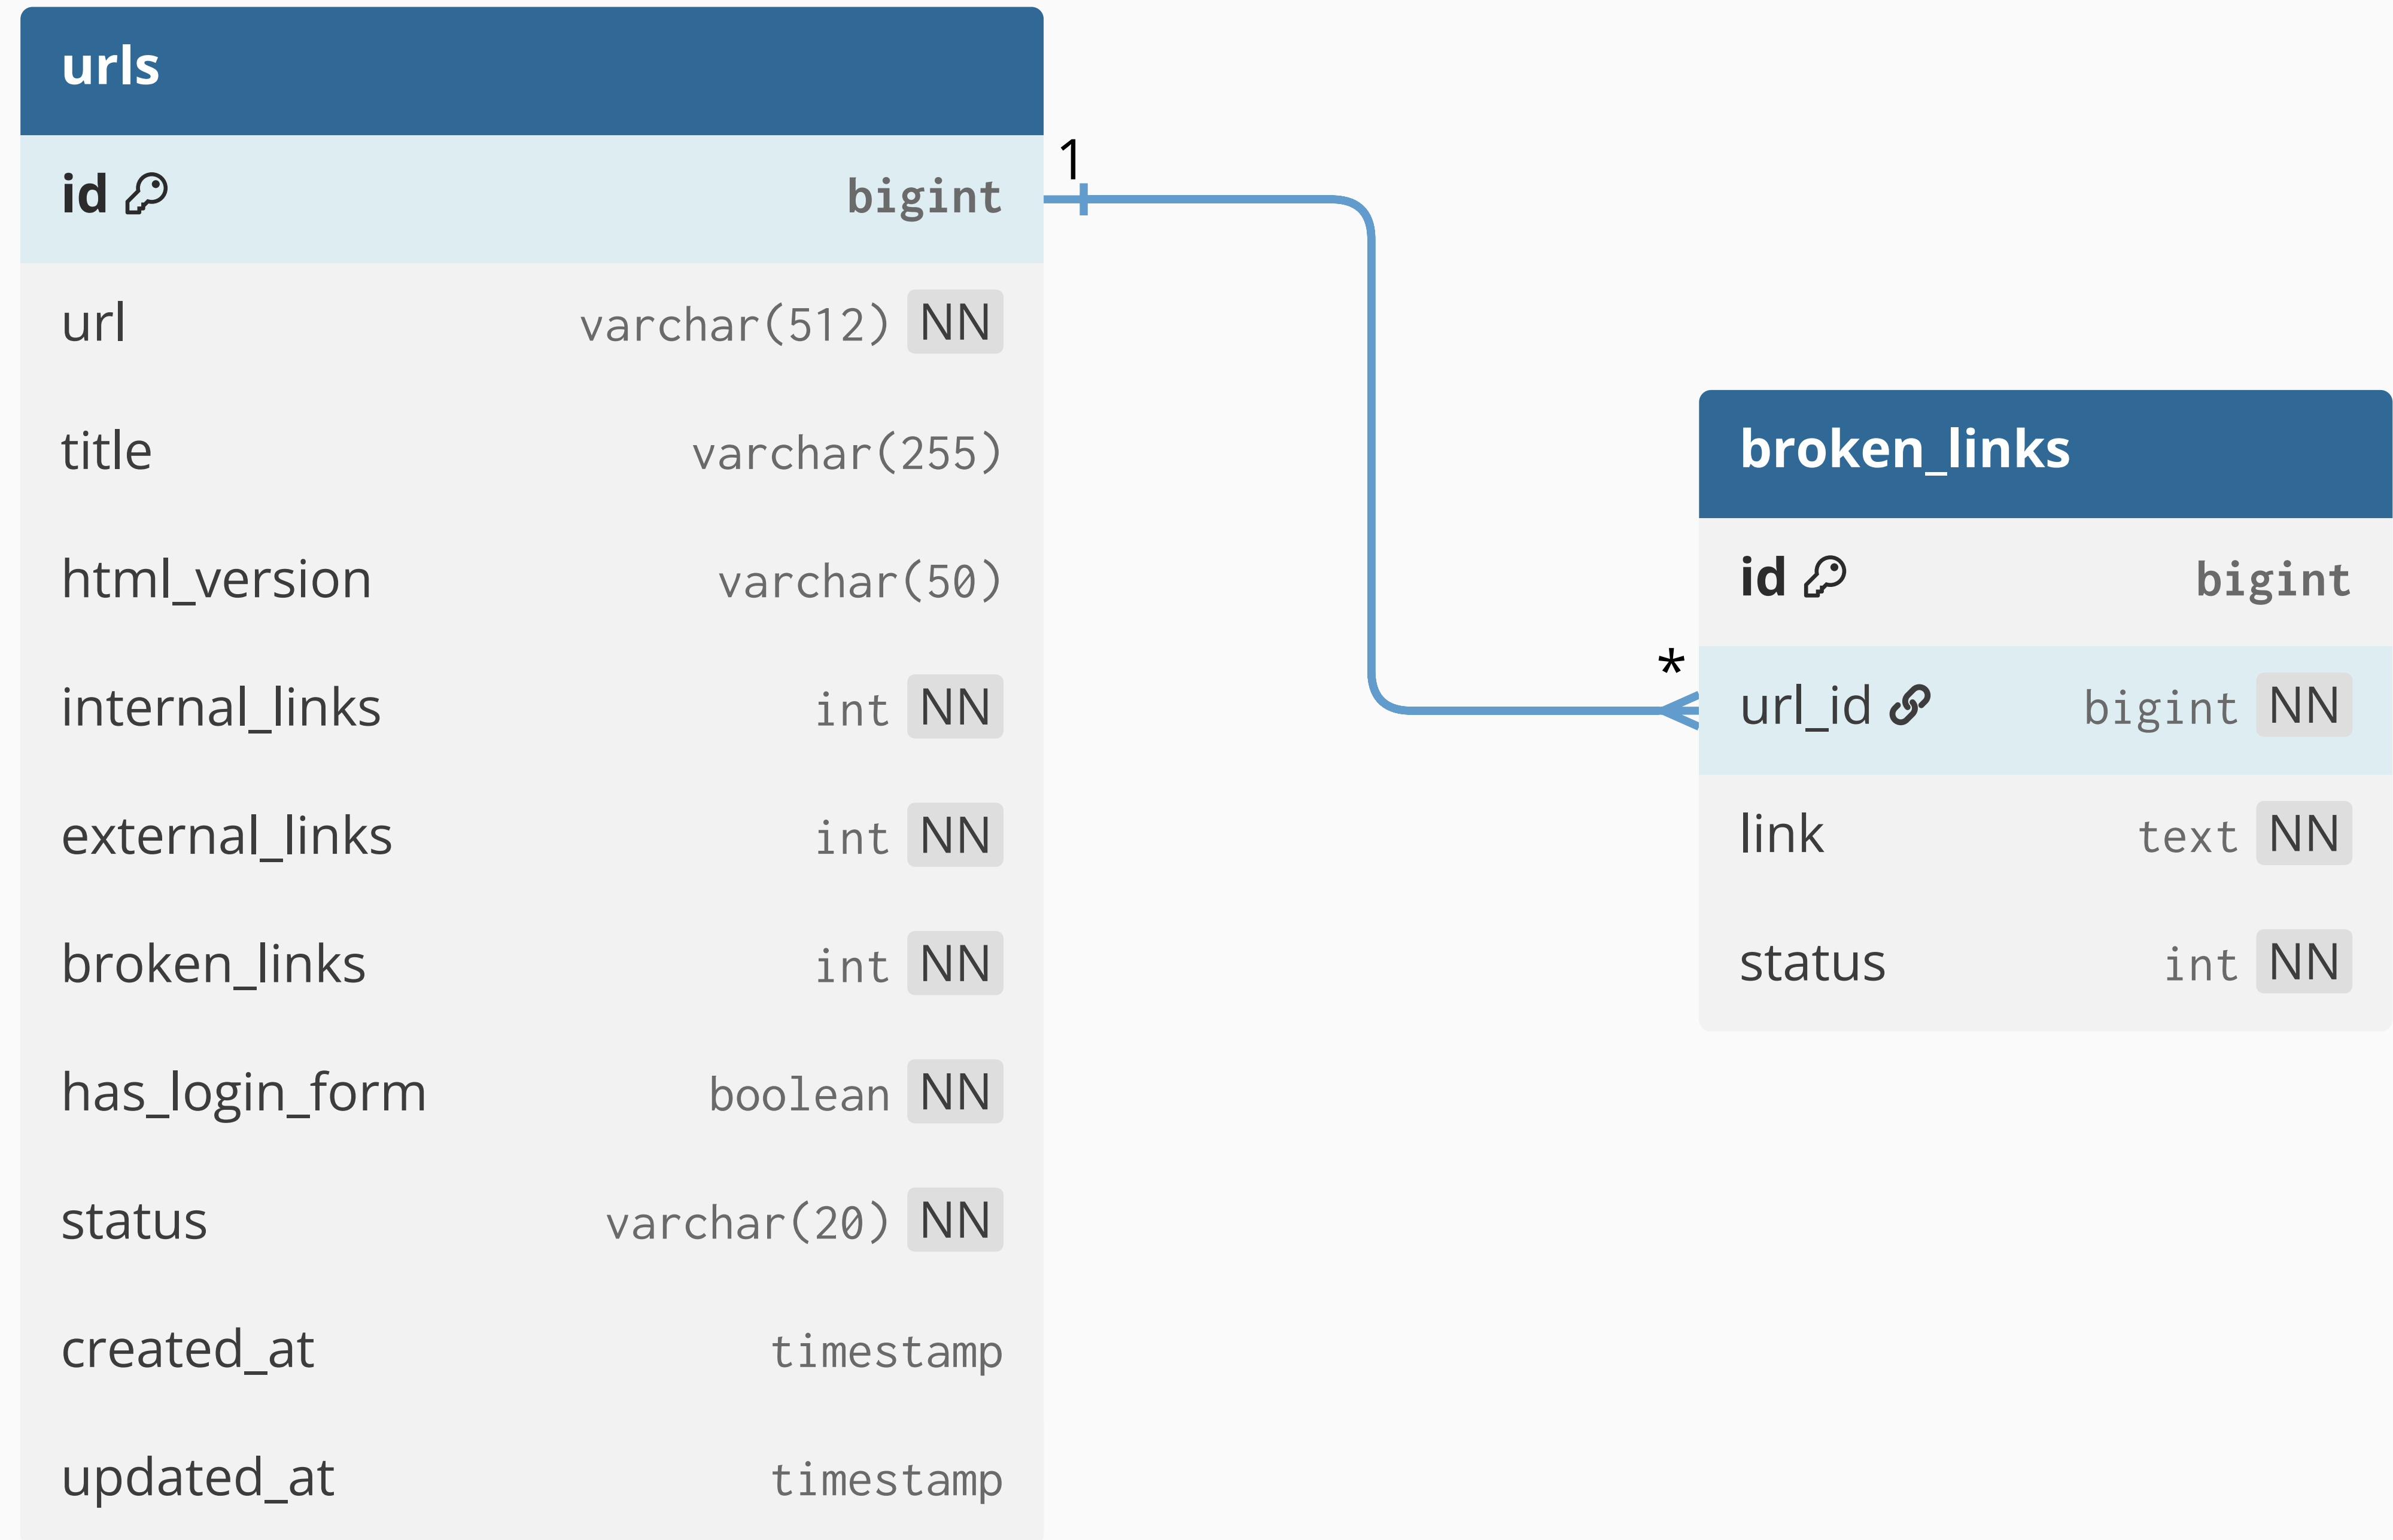 urls
id bigint
url varchar(512) NN
title varchar(255)
html_version varchar(50)
internal_links int NN
external_links int NN
broken_links int NN
has_login_form boolean NN
status varchar(20) NN
created_at timestamp
updated_at timestamp
1
*
broken_links
id bigint
url_id bigint NN
link text NN
status int NN